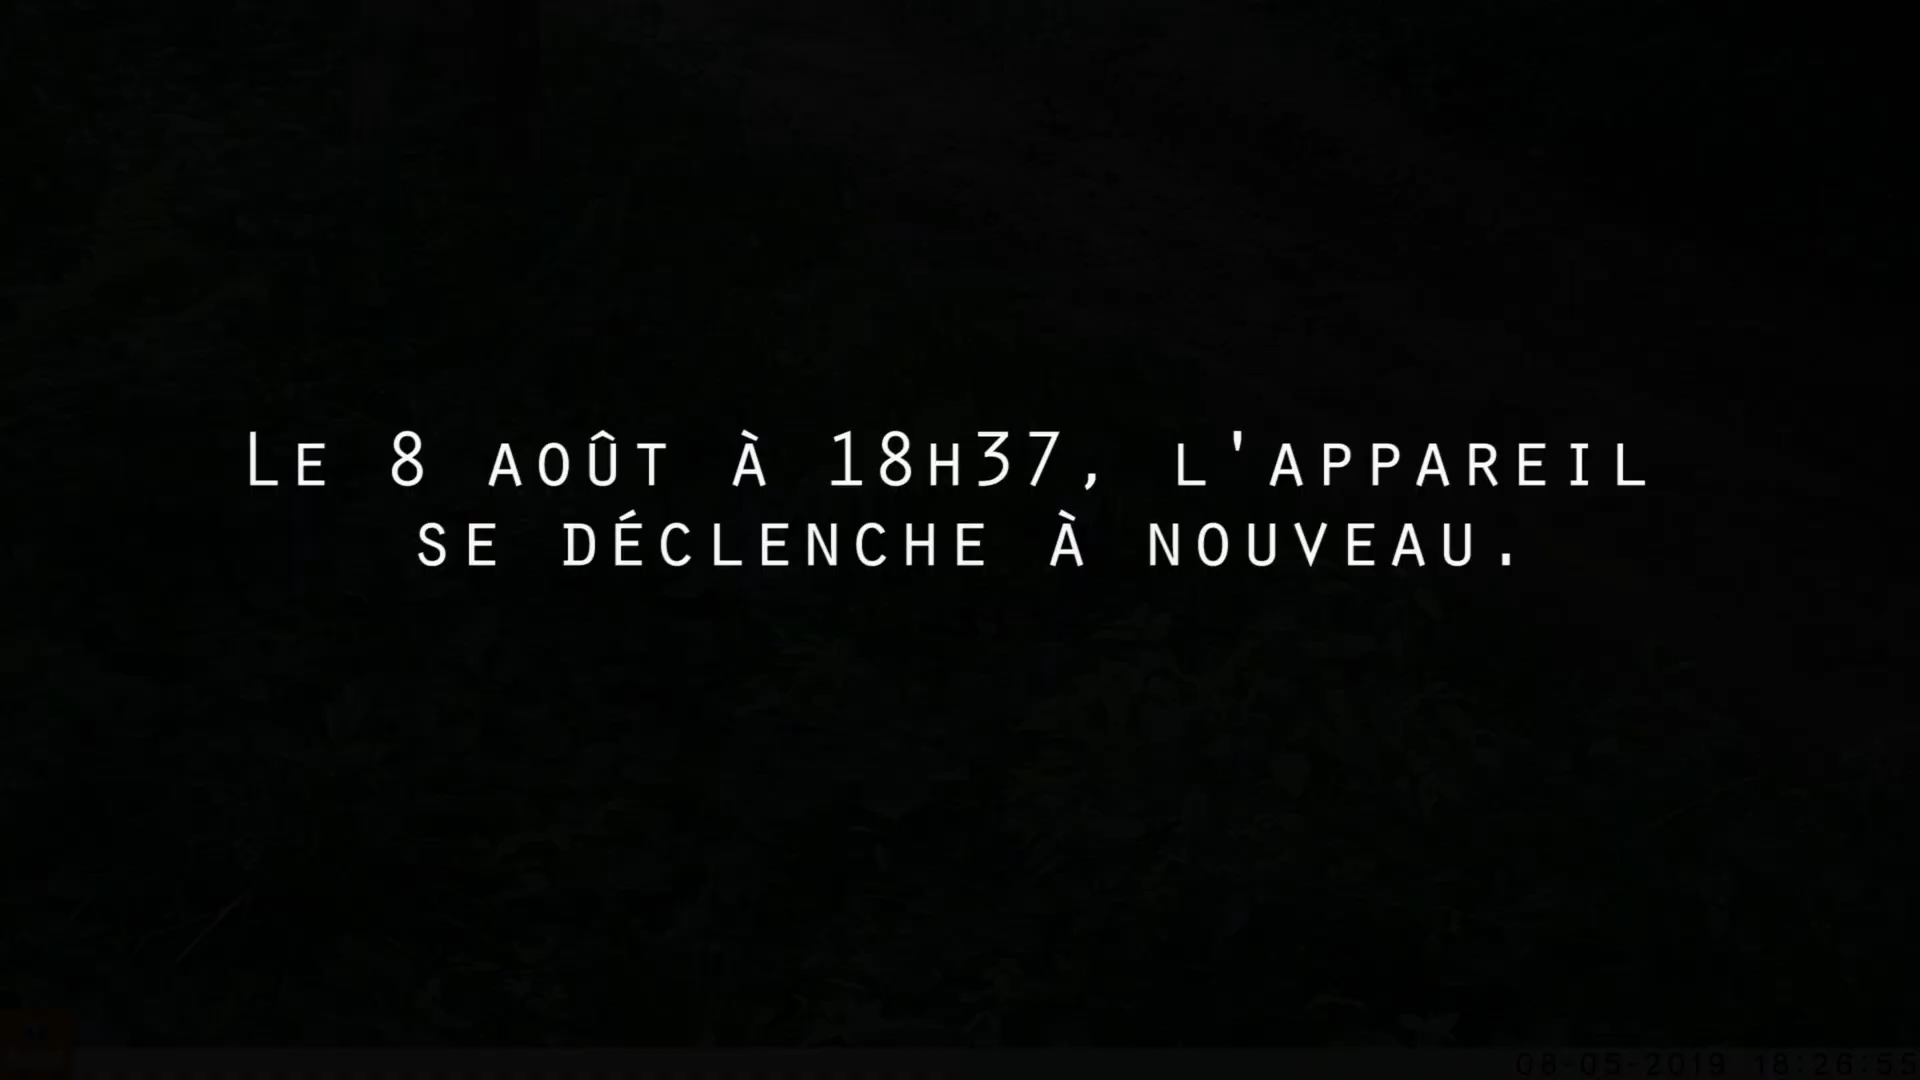 Le 8 août à 18h37, l'appareil
se déclenche à nouveau.
08-05-2019 18:26:55